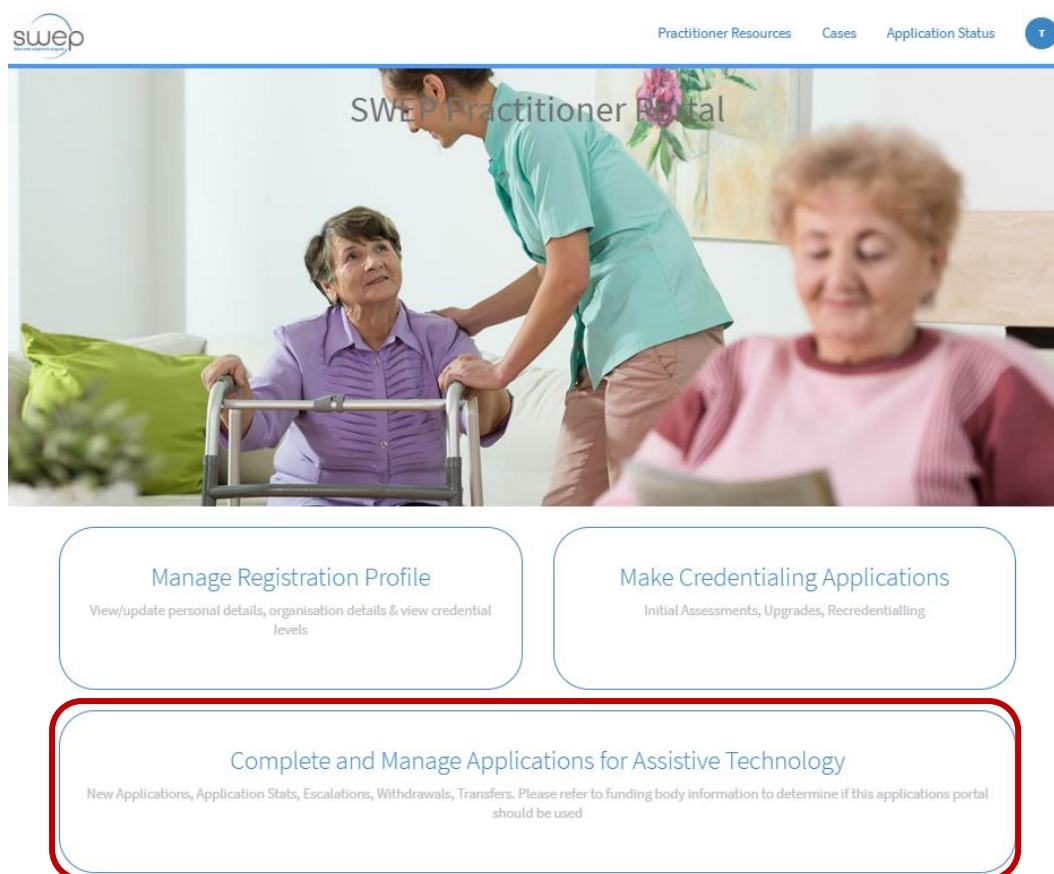 swep
Practitioner Resources Cases Application Status T
SWEP Practitioner Portal
Manage Registration Profile
View/update personal details, organisation details & view credential
levels
Make Credentialing Applications
Initial Assessments, Upgrades, Recredentialling
Complete and Manage Applications for Assistive Technology
New Applications, Application Stats, Escalations, Withdrawals, Transfers. Please refer to funding body information to determine if this applications portal
should be used